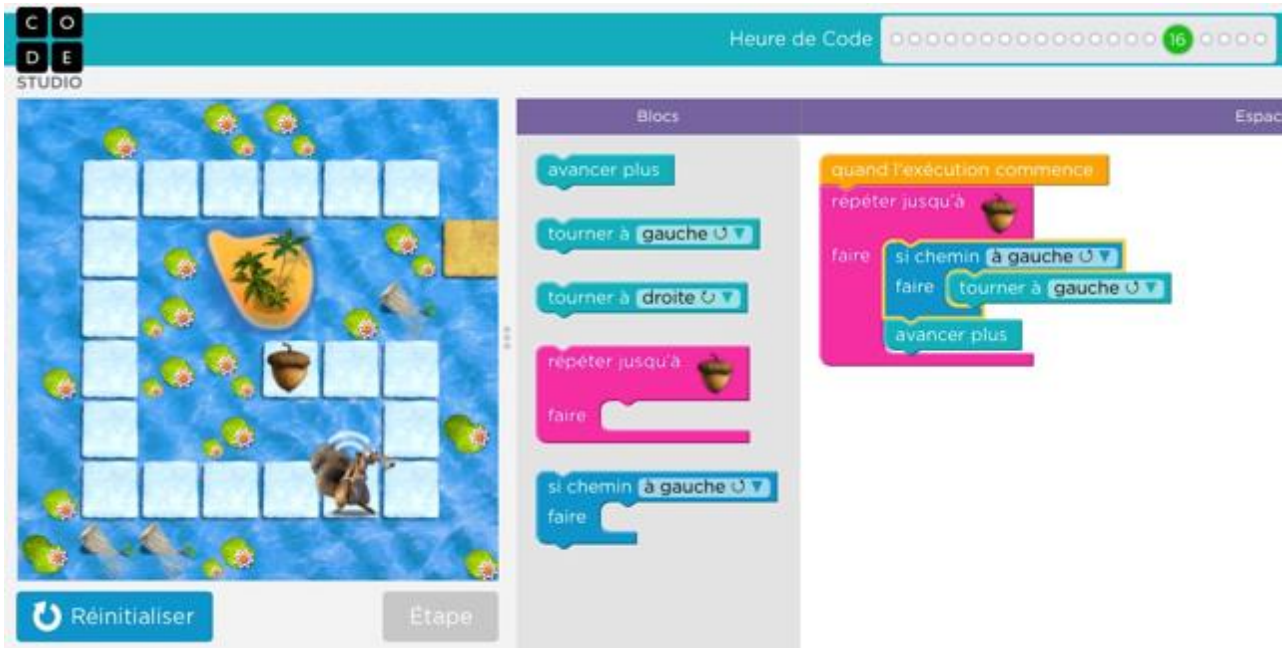 C O
D E
STUDIO
Heure de Code 16
Blocs
Espac
avancer plus
tourner à gauche
tourner à droite
répéter jusqu'à
faire
si chemin à gauche
faire
quand l'exécution commence
répéter jusqu'à
faire si chemin à gauche
faire tourner à gauche
avancer plus
Réinitialiser
Étape